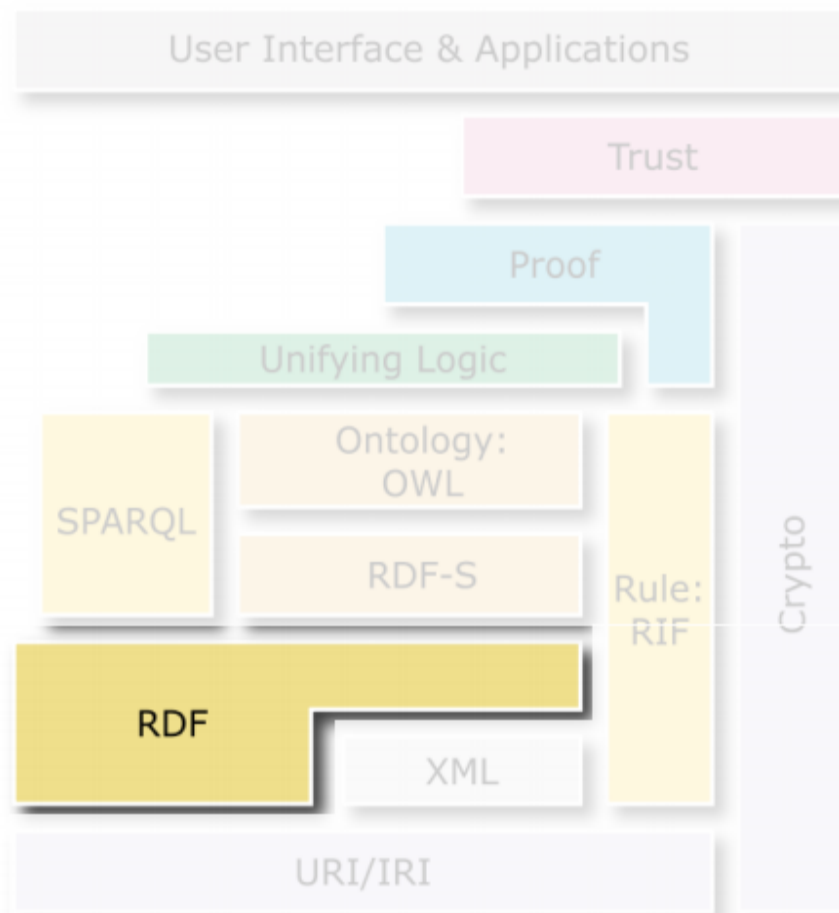 User Interface & Applications
Trust
Proof
Unifying Logic
Ontology:
OWL
SPARQL
RDF-S
Rule:
RIF
Crypto
RDF
XML
URI/IRI